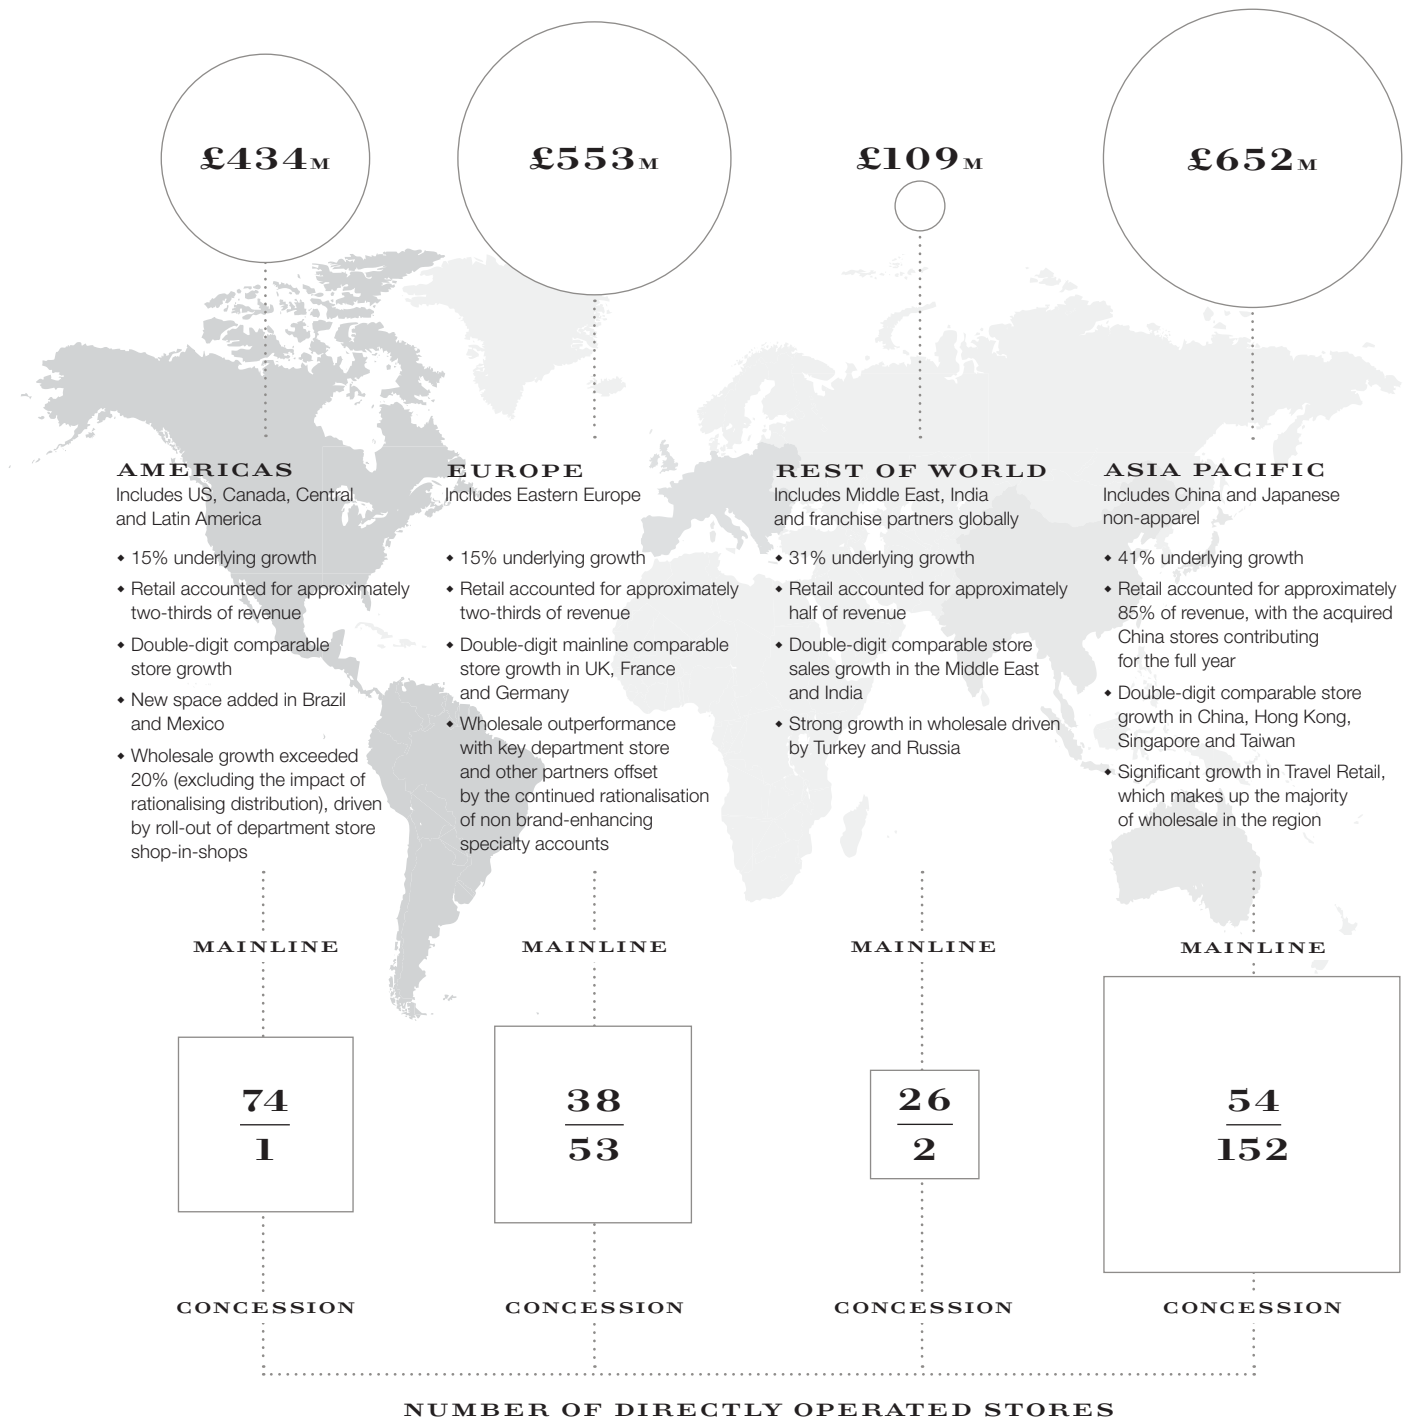 £434M
£553M
£109M
£652M
AMERICAS
Includes US, Canada, Central
and Latin America
◆ 15% underlying growth
◆ Retail accounted for approximately
two-thirds of revenue
◆ Double-digit comparable
store growth
◆ New space added in Brazil
and Mexico
◆ Wholesale growth exceeded
20% (excluding the impact of
rationalising distribution), driven
by roll-out of department store
shop-in-shops
EUROPE
Includes Eastern Europe
◆ 15% underlying growth
◆ Retail accounted for approximately
two-thirds of revenue
◆ Double-digit mainline comparable
store growth in UK, France
and Germany
◆ Wholesale outperformance
with key department store
and other partners offset
by the continued rationalisation
of non brand-enhancing
specialty accounts
REST OF WORLD
Includes Middle East, India
and franchise partners globally
◆ 31% underlying growth
◆ Retail accounted for approximately
half of revenue
◆ Double-digit comparable store
sales growth in the Middle East
and India
◆ Strong growth in wholesale driven
by Turkey and Russia
ASIA PACIFIC
Includes China and Japanese
non-apparel
◆ 41% underlying growth
◆ Retail accounted for approximately
85% of revenue, with the acquired
China stores contributing
for the full year
◆ Double-digit comparable store
growth in China, Hong Kong,
Singapore and Taiwan
◆ Significant growth in Travel Retail,
which makes up the majority
of wholesale in the region
MAINLINE
74
1
CONCESSION
MAINLINE
38
53
CONCESSION
MAINLINE
26
2
CONCESSION
MAINLINE
54
152
CONCESSION
NUMBER OF DIRECTLY OPERATED STORES